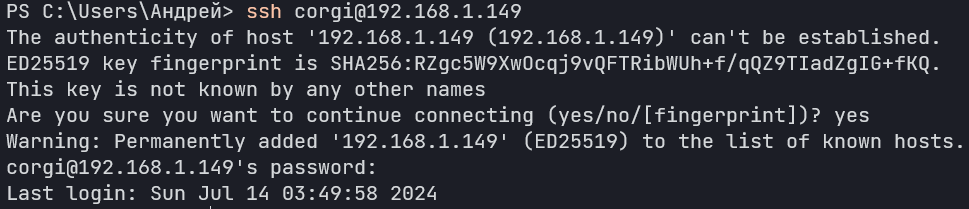 PS C:\Users\Андрей> ssh corgi@192.168.1.149
The authenticity of host '192.168.1.149 (192.168.1.149)' can't be established.
ED25519 key fingerprint is SHA256:RZgc5W9XwOcqj9vQFTRibWUh+f/qQZ9TIadZgIG+fKQ.
This key is not known by any other names
Are you sure you want to continue connecting (yes/no/[fingerprint])? yes
Warning: Permanently added '192.168.1.149' (ED25519) to the list of known hosts.
corgi@192.168.1.149's password:
Last login: Sun Jul 14 03:49:58 2024